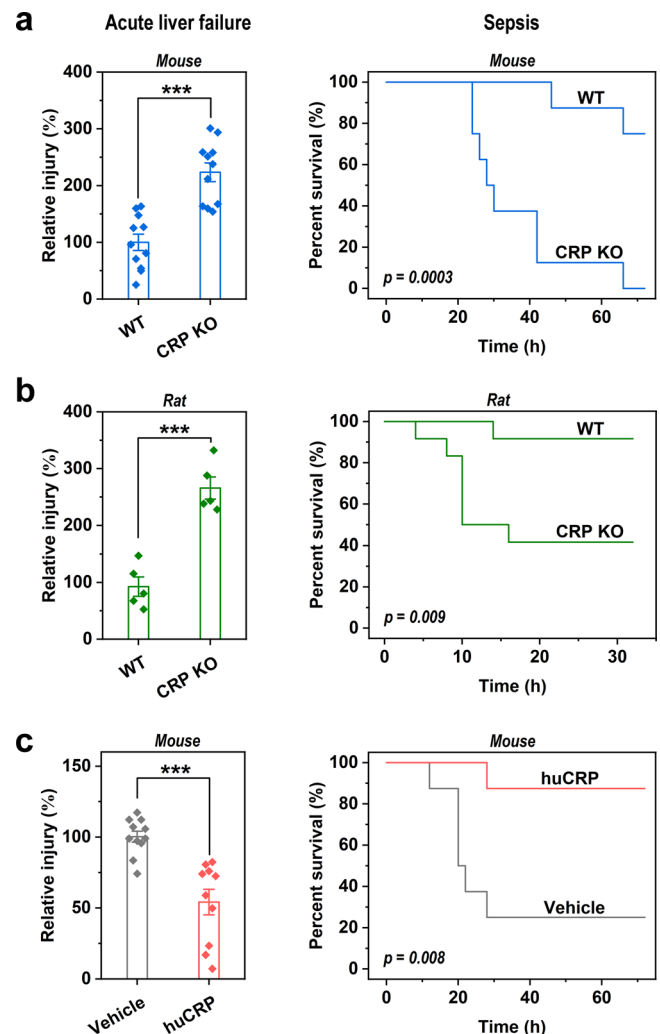 a
Acute liver failure
Sepsis
Mouse
Relative injury (%)
400
300
200
100
0
***
WT
CRP KO
Mouse
Percent survival (%)
100
80
60
40
20
0
WT
CRP KO
p = 0.0003
0
20
40
60
Time (h)
b
Rat
Relative injury (%)
400
300
200
100
0
***
WT
CRP KO
Rat
Percent survival (%)
100
80
60
40
20
0
WT
CRP KO
p = 0.009
0
10
20
30
Time (h)
c
Mouse
Relative injury (%)
150
100
50
0
***
Vehicle
huCRP
Mouse
Percent survival (%)
100
80
60
40
20
0
huCRP
Vehicle
p = 0.008
0
20
40
60
Time (h)